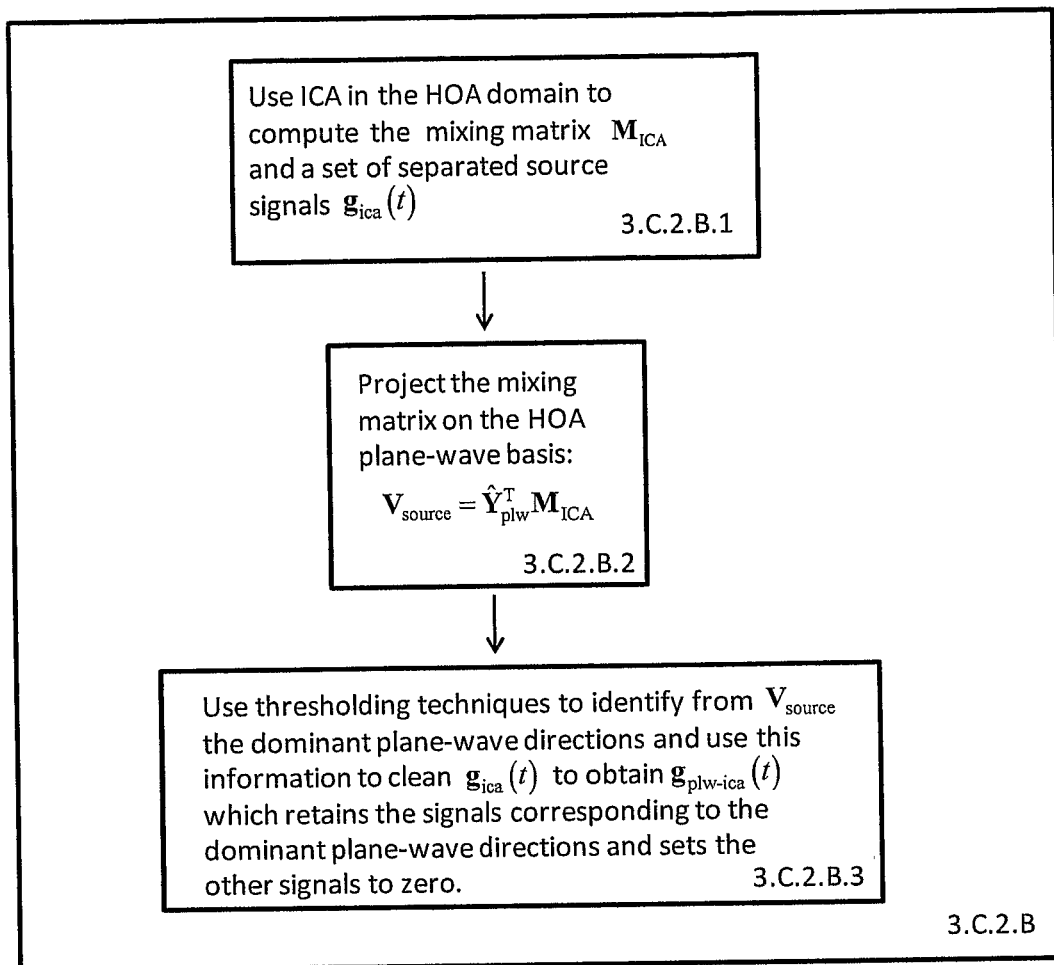 Use ICA in the HOA domain to
compute the mixing matrix M_ICA
and a set of separated source
signals g_ica(t)
3.C.2.B.1
Project the mixing
matrix on the HOA
plane-wave basis:
V_source = Ŷ_plw^T M_ICA
3.C.2.B.2
Use thresholding techniques to identify from V_source
the dominant plane-wave directions and use this
information to clean g_ica(t) to obtain g_plw-ica(t)
which retains the signals corresponding to the
dominant plane-wave directions and sets the
other signals to zero.
3.C.2.B.3
3.C.2.B